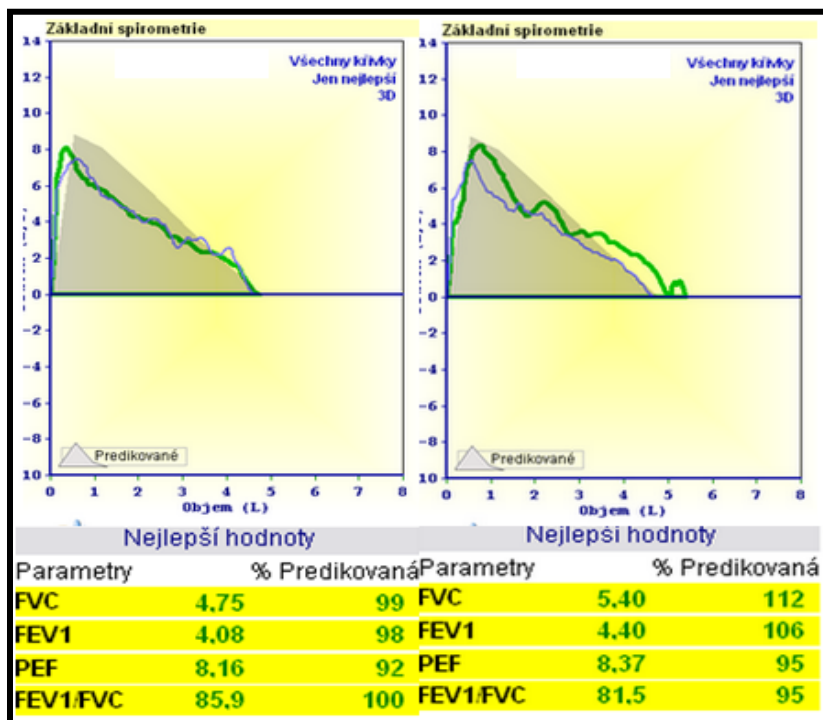 Základní spirometrie
Všechny křivky
Jen nejlepší
3D
14
12
10
8
6
4
2
0
−2
−4
−6
−8
10
Predikované
0 1 2 3 4 5 6 7 8
Objem (L)
Nejlepší hodnoty
Parametry % Predikovaná
FVC 4,75 99
FEV1 4,08 98
PEF 8,16 92
FEV1/FVC 85,9 100
Základní spirometrie
Všechny křivky
Jen nejlepší
3D
14
12
10
8
6
4
2
0
−2
−4
−6
−8
10
Predikované
0 1 2 3 4 5 6 7 8
Objem (L)
Nejlepši hodnoty
Parametry % Predikovaná
FVC 5,40 112
FEV1 4,40 106
PEF 8,37 95
FEV1/FVC 81,5 95